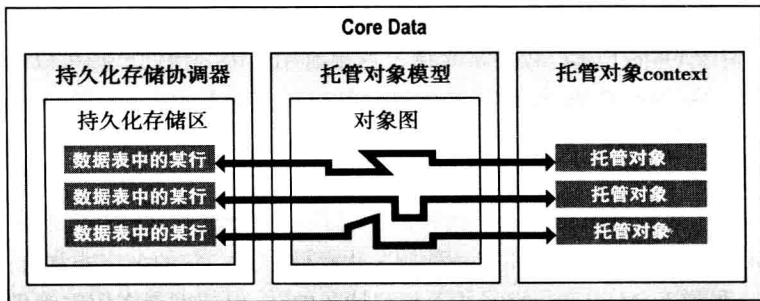 Core Data
持久化存储协调器
托管对象模型
托管对象context
持久化存储区
对象图
数据表中的某行
托管对象
数据表中的某行
托管对象
数据表中的某行
托管对象